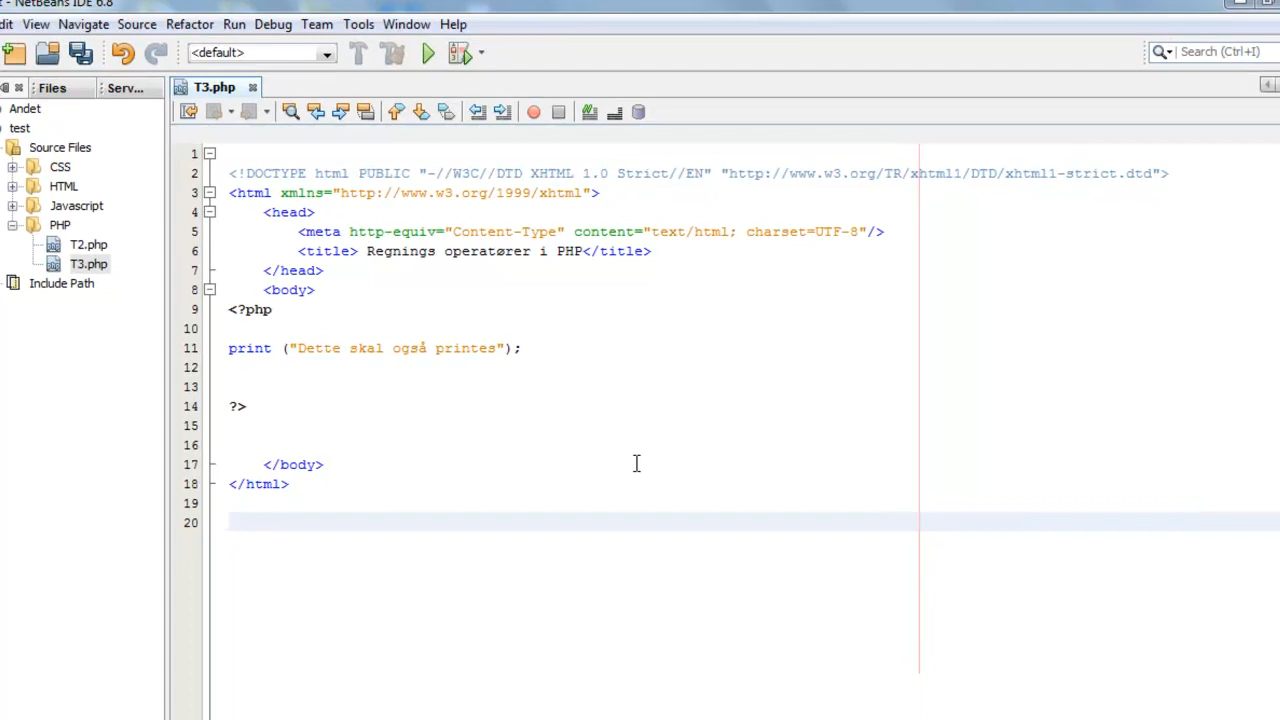 t - NetBeans IDE 6.8
dit View Navigate Source Refactor Run Debug Team Tools Window Help
<default>
Search (Ctrl+I)
Files Serv...
T3.php
Andet
test
Source Files
CSS
HTML
Javascript
PHP
T2.php
T3.php
Include Path
1
2 <!DOCTYPE html PUBLIC "-//W3C//DTD XHTML 1.0 Strict//EN" "http://www.w3.org/TR/xhtml1/DTD/xhtml1-strict.dtd">
3 <html xmlns="http://www.w3.org/1999/xhtml">
4 <head>
5 <meta http-equiv="Content-Type" content="text/html; charset=UTF-8"/>
6 <title> Regnings operatører i PHP</title>
7 </head>
8 <body>
9 <?php
10
11 print ("Dette skal også printes");
12
13
14 ?>
15
16
17 </body>
18 </html>
19
20